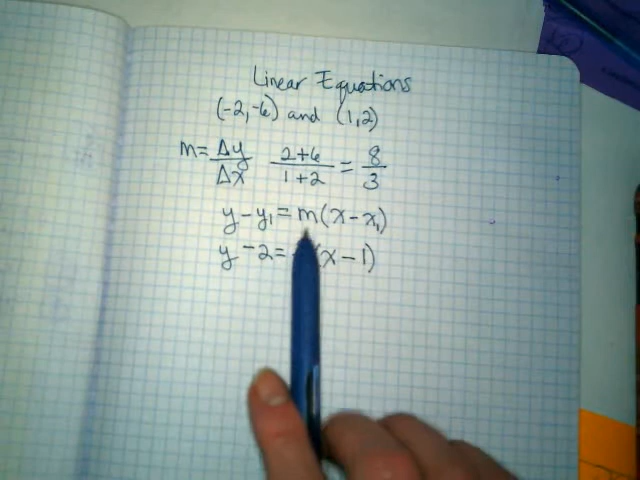 Linear Equations
(-2,-6) and (1,2)
m = Δy/Δx (2+6)/(1+2) = 8/3
y - y₁ = m(x - x₁)
y - 2 = (x - 1)